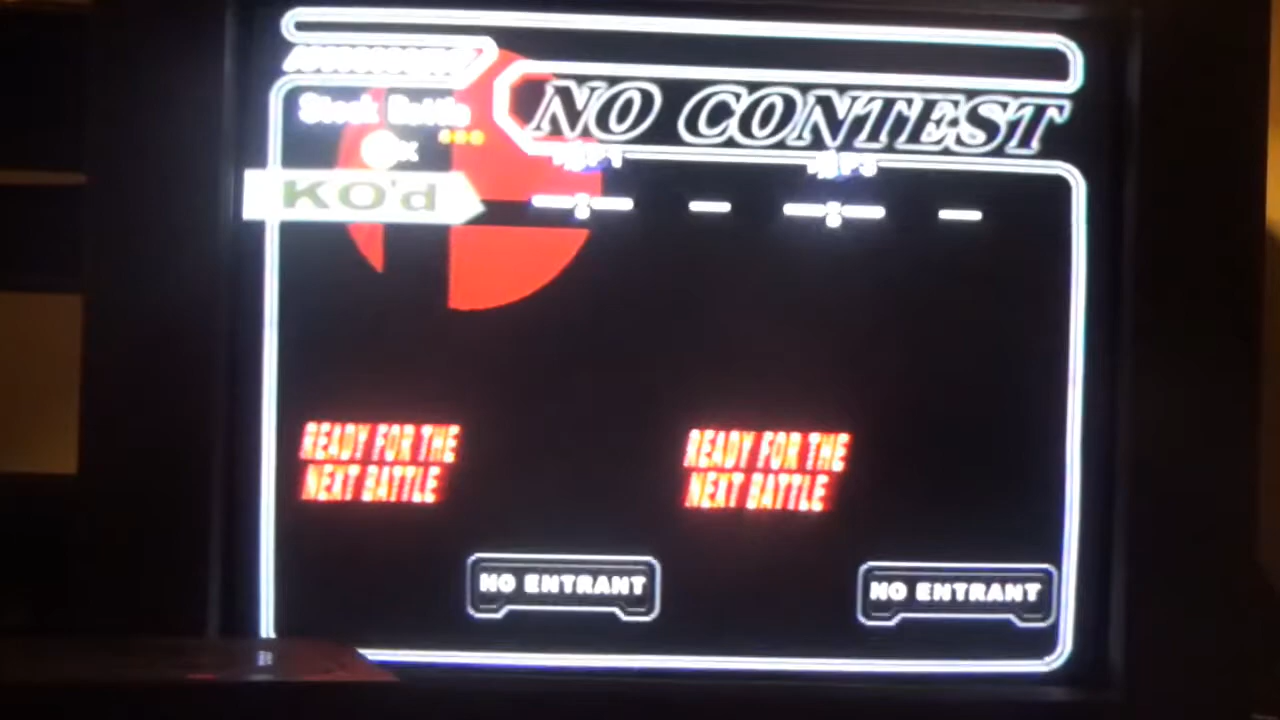 NO CONTEST
Stock Battle
KO'd
READY FOR THE
NEXT BATTLE
READY FOR THE
NEXT BATTLE
NO ENTRANT
NO ENTRANT